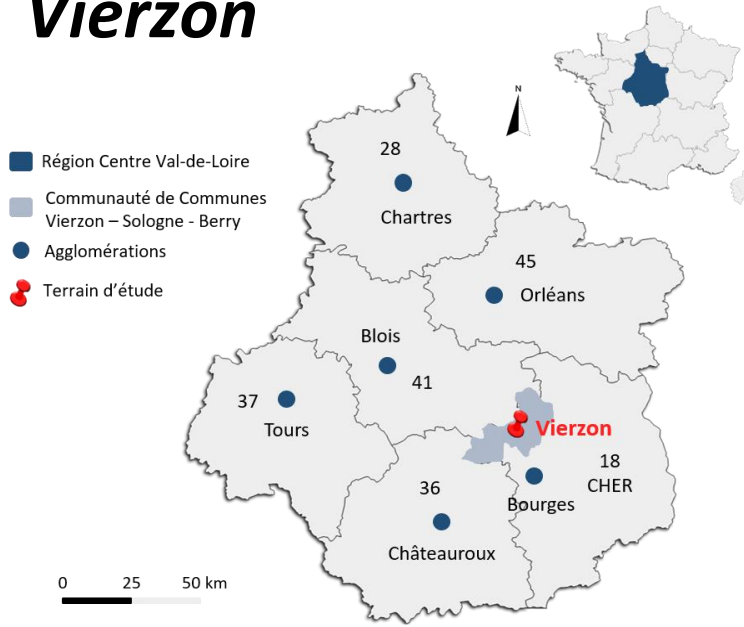 Vierzon
N
Région Centre Val-de-Loire
Communauté de Communes
Vierzon – Sologne - Berry
Agglomérations
Terrain d'étude
28
Chartres
45
Orléans
Blois
41
37
Tours
Vierzon
18
CHER
36
Bourges
Châteauroux
0 25 50 km